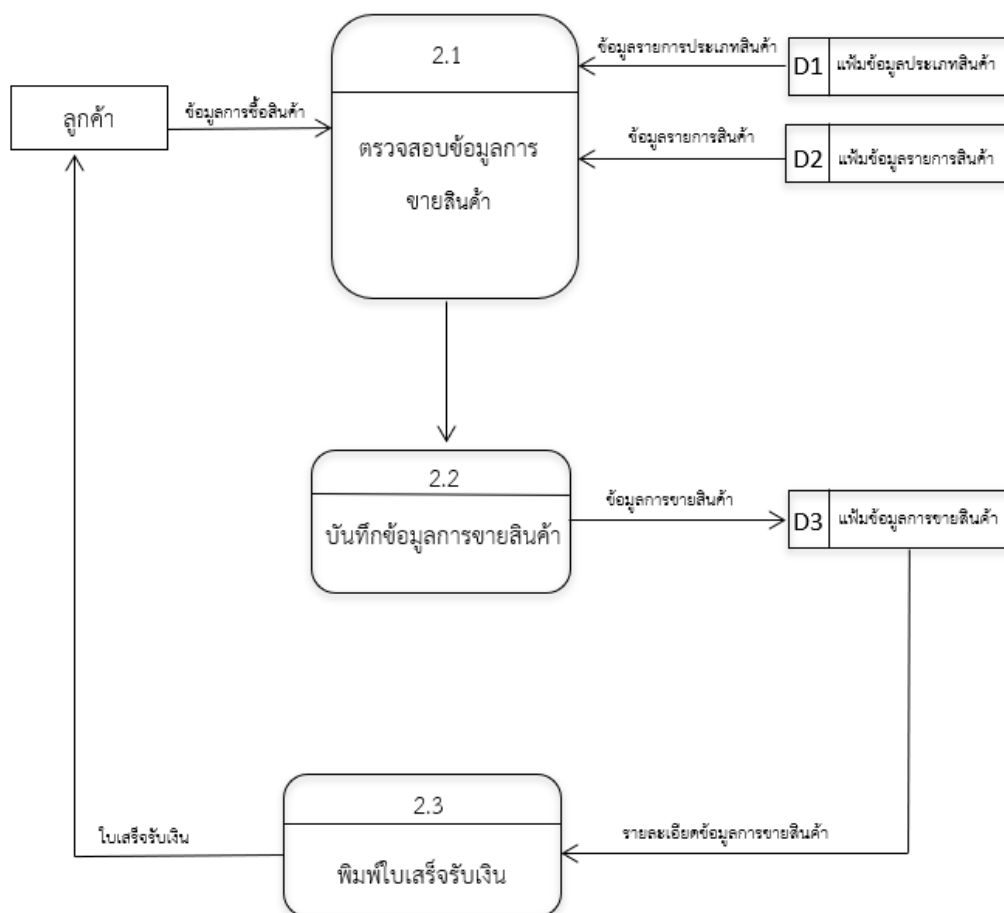 2.1
ข้อมูลรายการประเภทสินค้า
D1 แฟ้มข้อมูลประเภทสินค้า
ลูกค้า
ข้อมูลการซื้อสินค้า
ตรวจสอบข้อมูลการ
ขายสินค้า
ข้อมูลรายการสินค้า
D2 แฟ้มข้อมูลรายการสินค้า
2.2
บันทึกข้อมูลการขายสินค้า
ข้อมูลการขายสินค้า
D3 แฟ้มข้อมูลการขายสินค้า
2.3
พิมพ์ใบเสร็จรับเงิน
ใบเสร็จรับเงิน
รายละเอียดข้อมูลการขายสินค้า